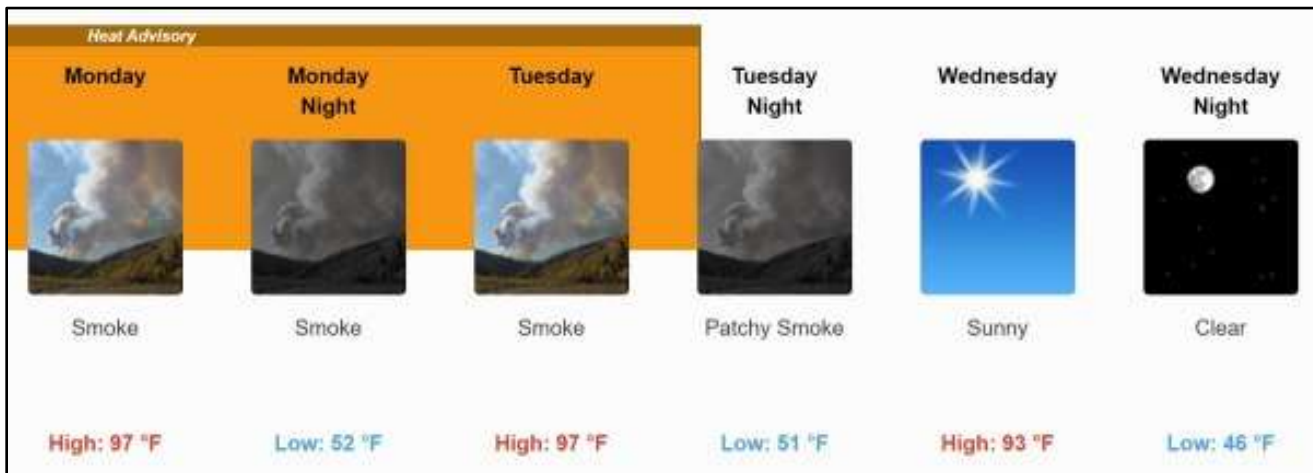 Heat Advisory
Monday
Monday
Night
Tuesday
Tuesday
Night
Wednesday
Wednesday
Night
Smoke
Smoke
Smoke
Patchy Smoke
Sunny
Clear
High: 97 °F
Low: 52 °F
High: 97 °F
Low: 51 °F
High: 93 °F
Low: 46 °F